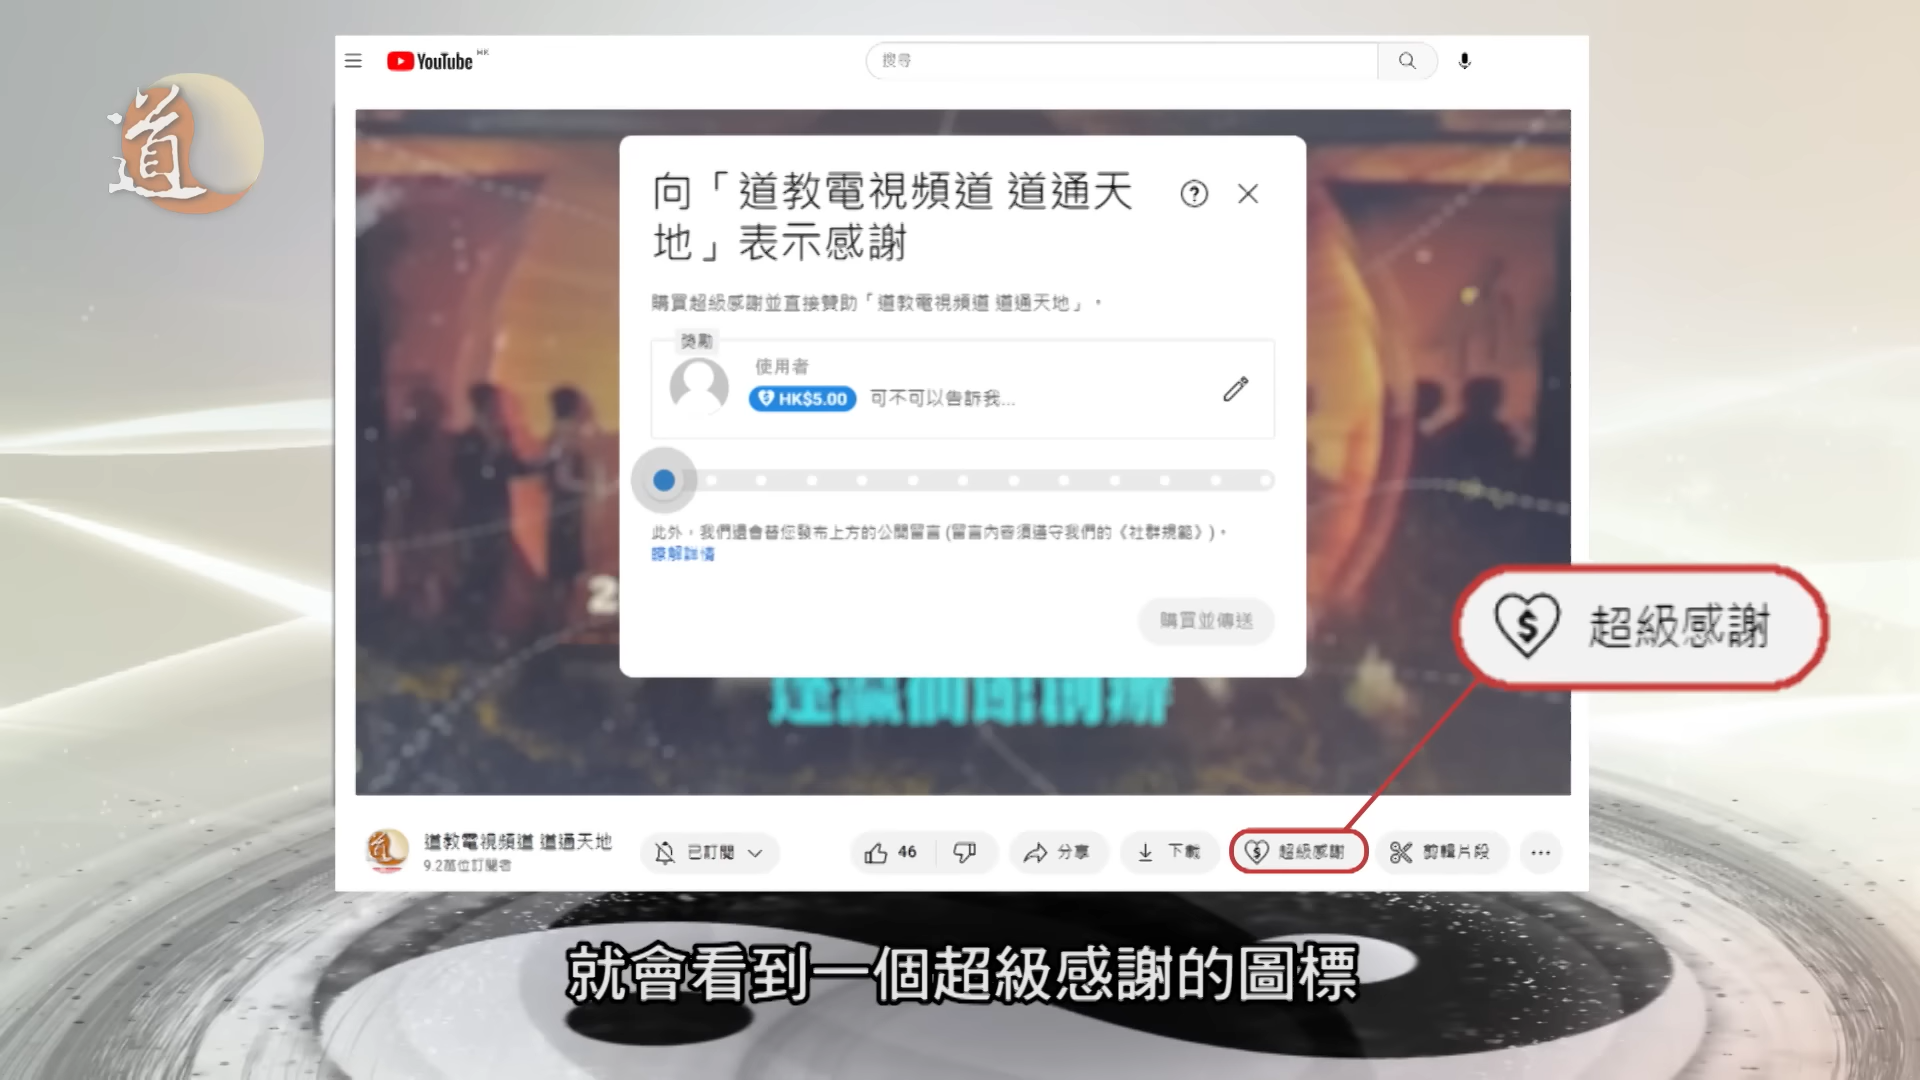 道
YouTube HK
搜尋
向「道教電視頻道 道通天
地」表示感謝
購買超級感謝並直接贊助「道教電視頻道 道通天地」。
獎勵
使用者
HK$5.00 可不可以告訴我...
此外，我們還會替您發布上方的公開留言 (留言內容須遵守我們的《社群規範》)。
瞭解詳情
購買並傳送
超級感謝
道教電視頻道 道通天地
9.2萬位訂閱者
已訂閱
46
分享
下載
超級感謝
剪輯片段
就會看到一個超級感謝的圖標